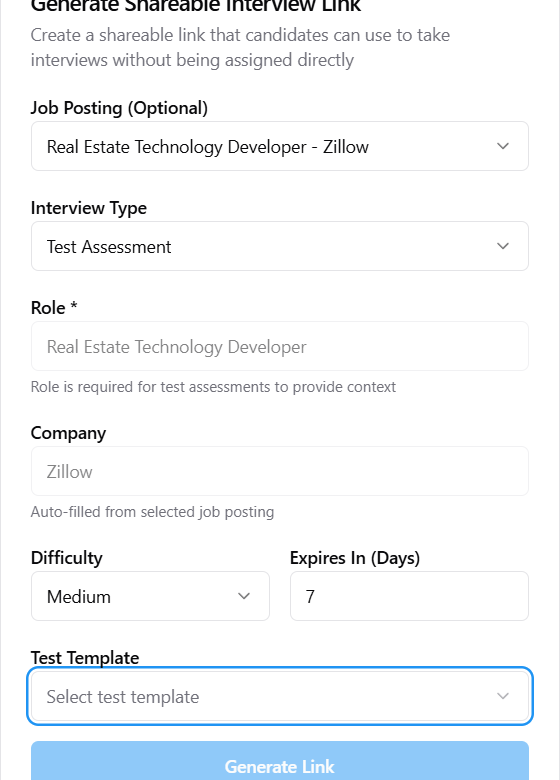 Generate Shareable Interview Link
Create a shareable link that candidates can use to take
interviews without being assigned directly
Job Posting (Optional)
Real Estate Technology Developer - Zillow
Interview Type
Test Assessment
Role *
Real Estate Technology Developer
Role is required for test assessments to provide context
Company
Zillow
Auto-filled from selected job posting
Difficulty
Expires In (Days)
Medium
7
Test Template
Select test template
Generate Link